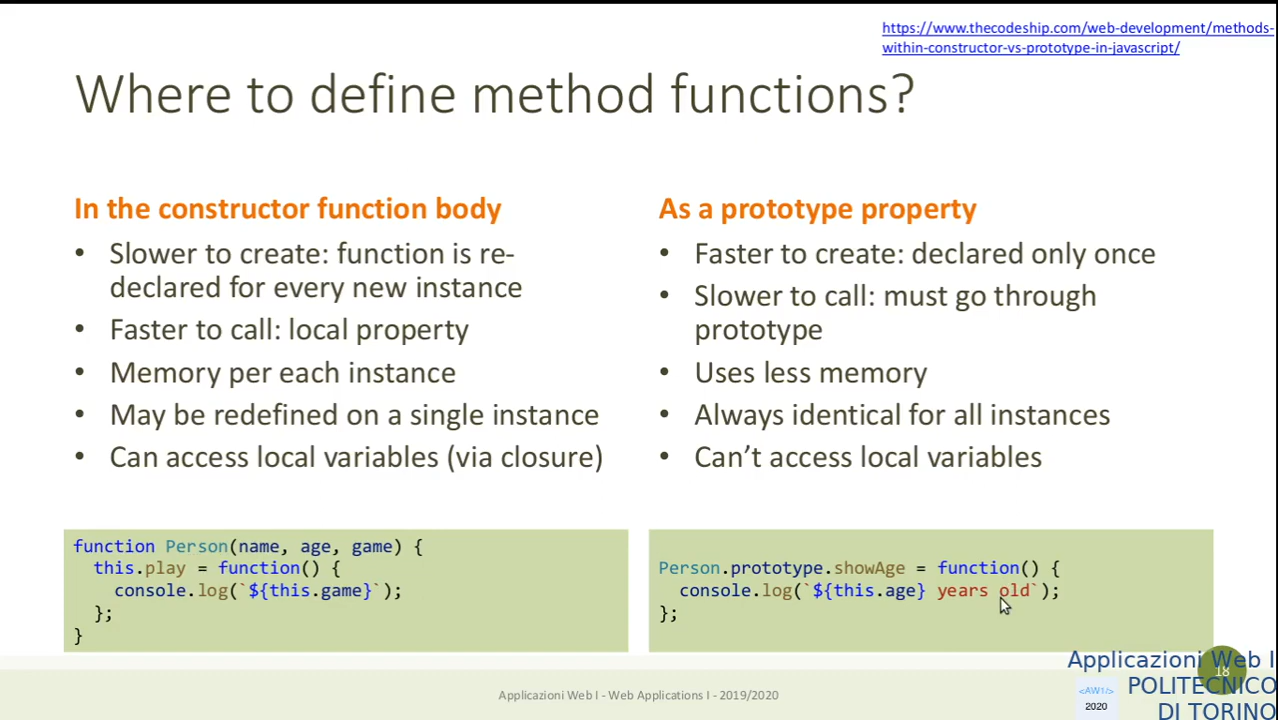 https://www.thecodeship.com/web-development/methods-
within-constructor-vs-prototype-in-javascript/
Where to define method functions?
In the constructor function body
• Slower to create: function is re-
declared for every new instance
• Faster to call: local property
• Memory per each instance
• May be redefined on a single instance
• Can access local variables (via closure)
As a prototype property
• Faster to create: declared only once
• Slower to call: must go through
prototype
• Uses less memory
• Always identical for all instances
• Can’t access local variables
function Person(name, age, game) {
  this.play = function() {
    console.log(`${this.game}`);
  };
}
Person.prototype.showAge = function() {
  console.log(`${this.age} years old`);
};
Applicazioni Web I - Web Applications I - 2019/2020
18
Applicazioni Web I
POLITECNICO
DI TORINO
<AW1/>
2020